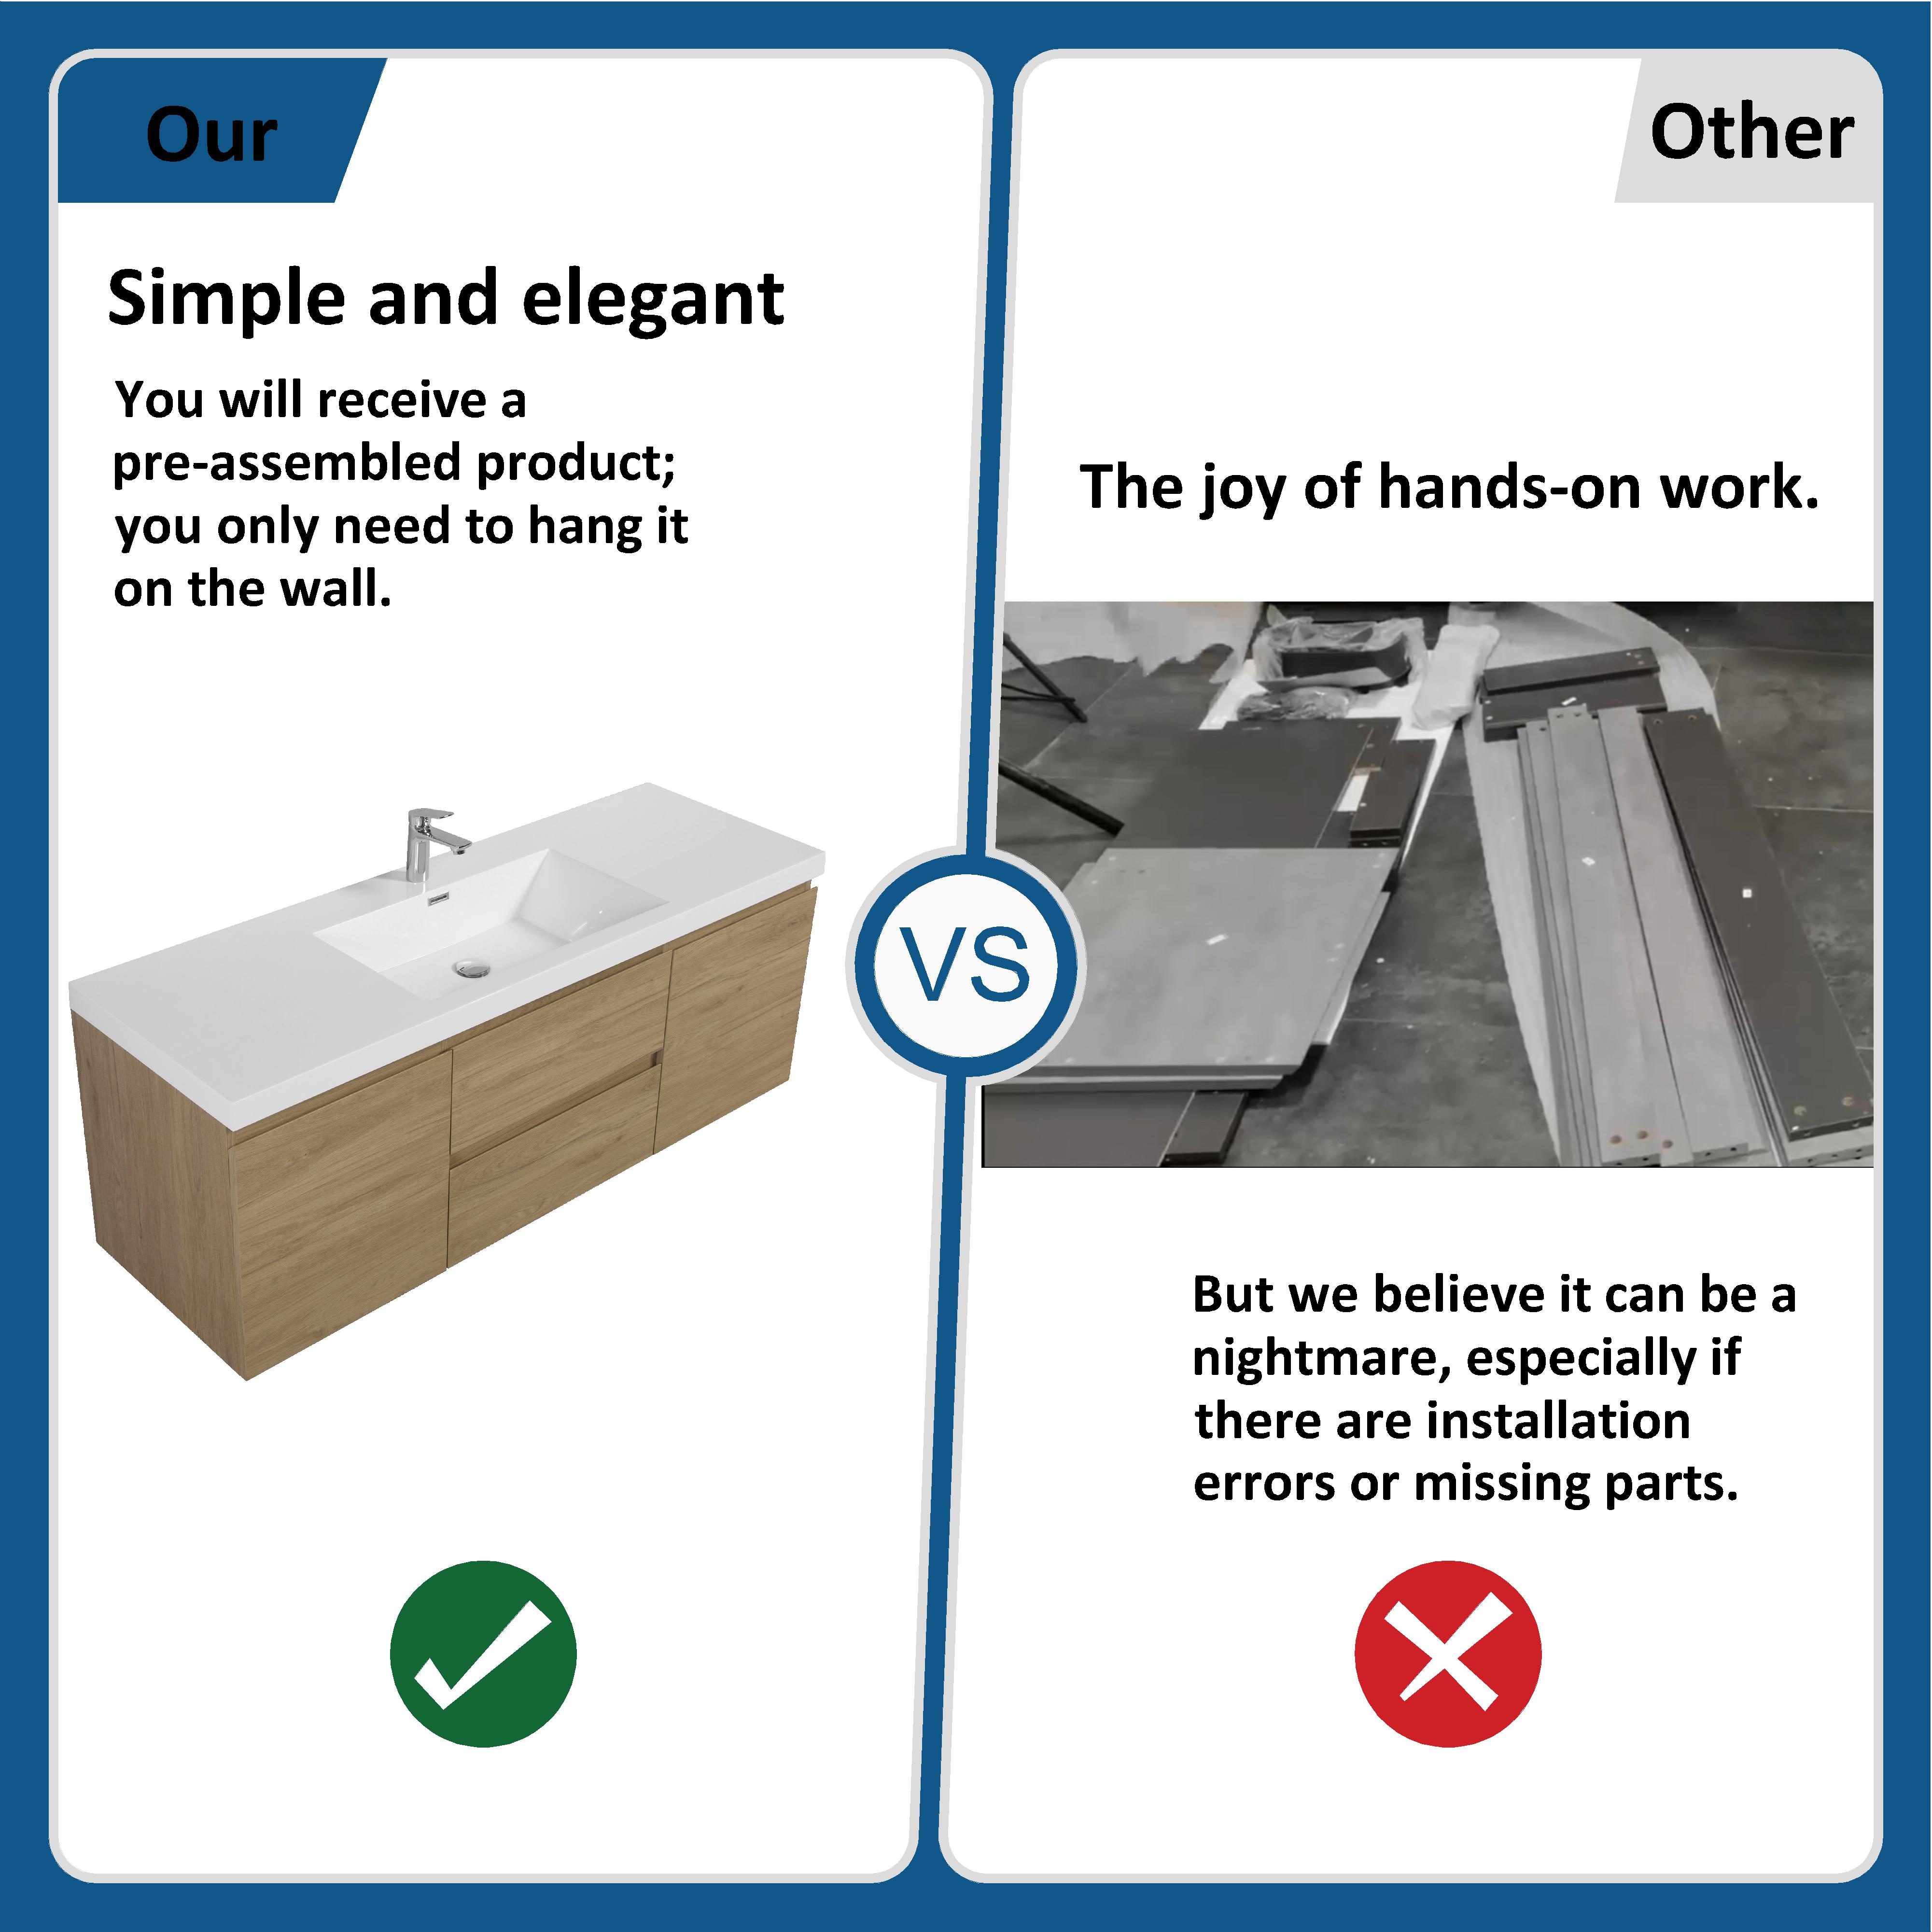 Our
Simple and elegant
You will receive a
pre-assembled product;
you only need to hang it
on the wall.
VS
Other
The joy of hands-on work.
But we believe it can be a
nightmare, especially if
there are installation
errors or missing parts.